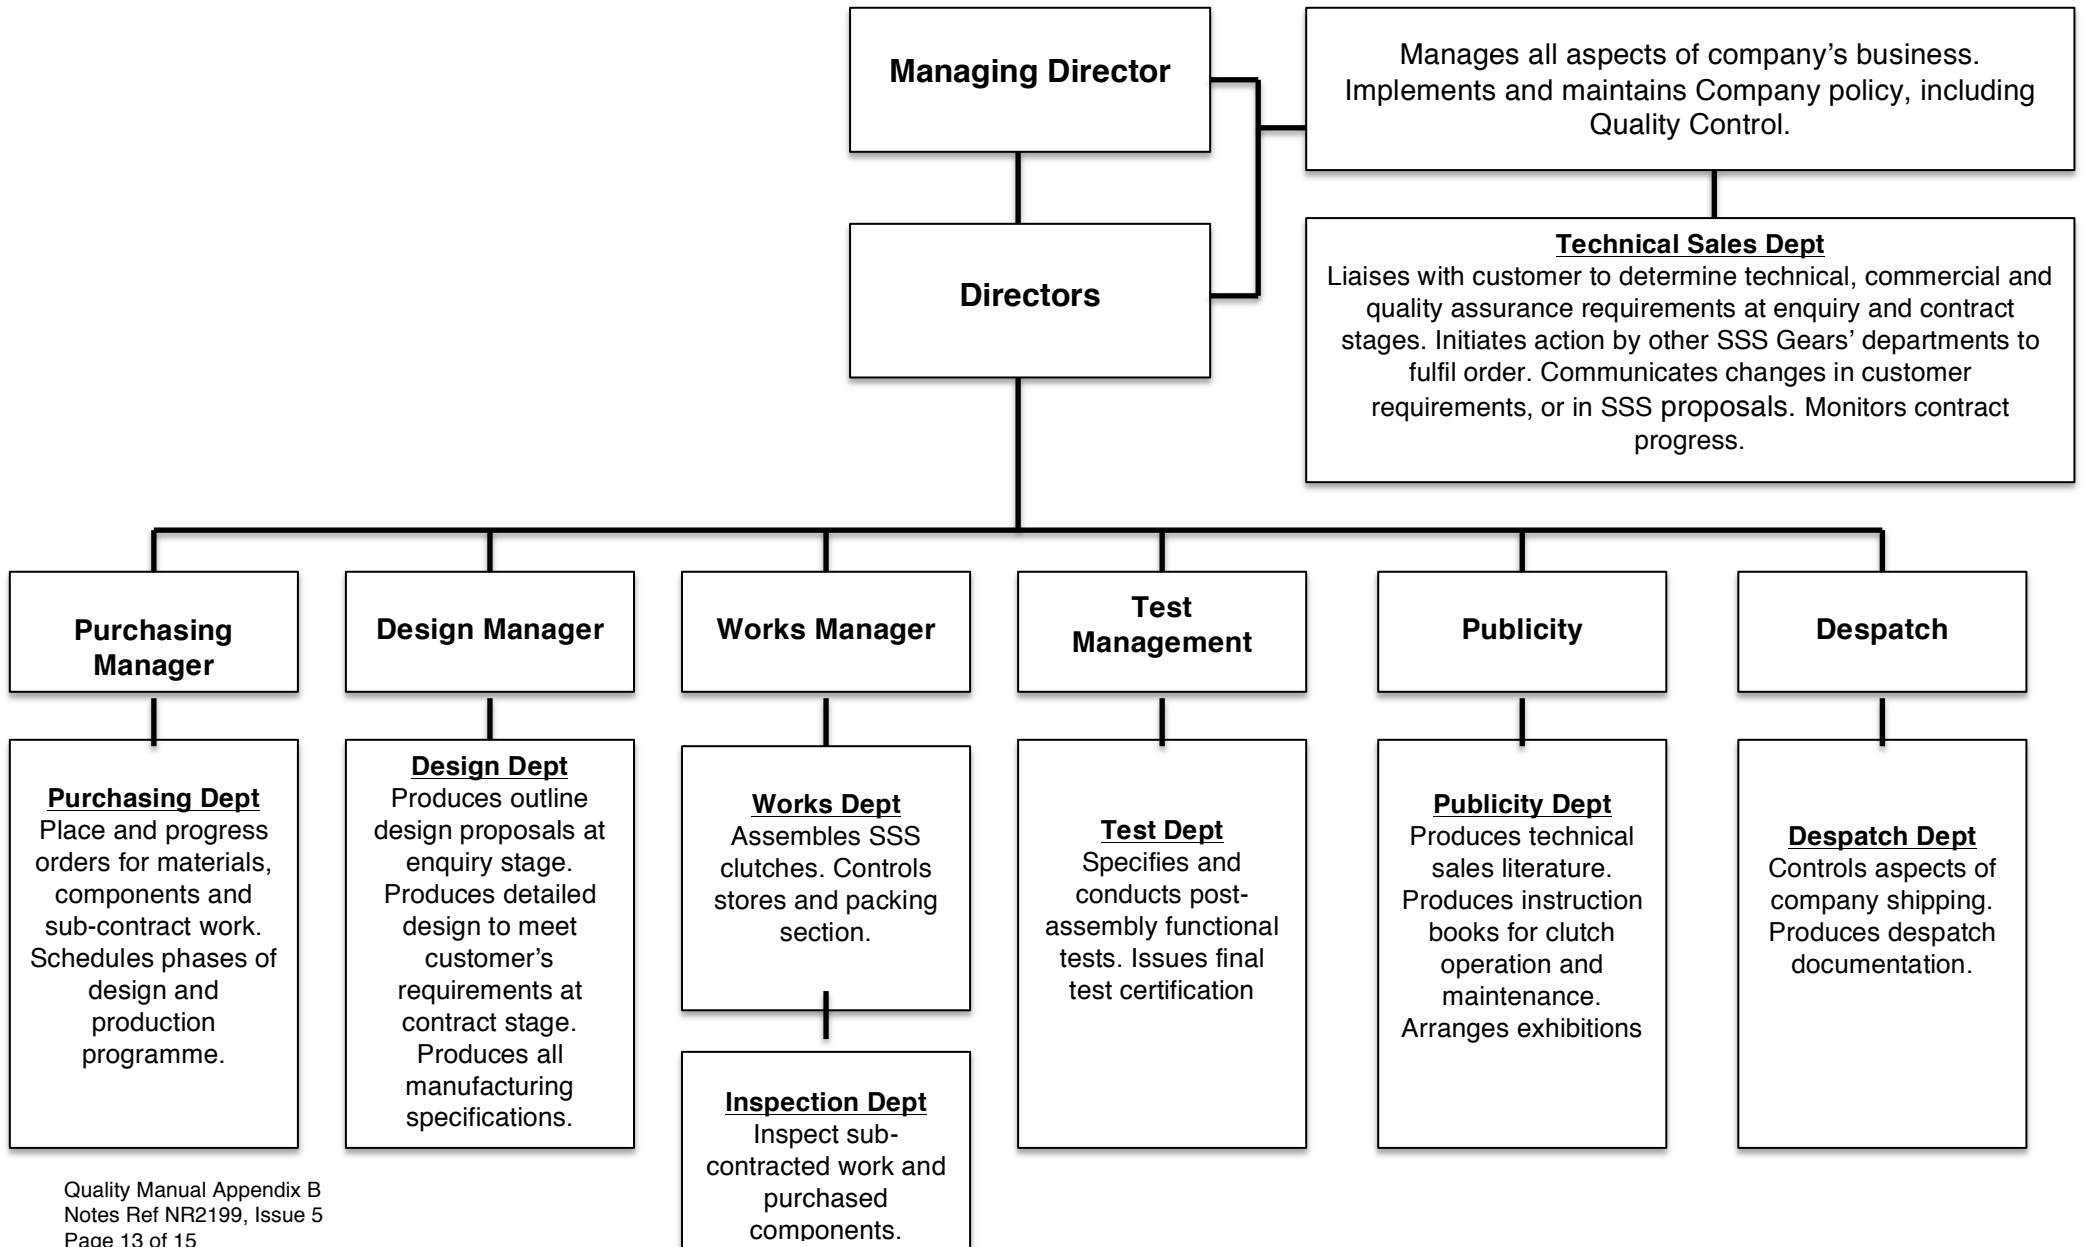 Managing Director
Manages all aspects of company’s business.
Implements and maintains Company policy, including
Quality Control.
Directors
Technical Sales Dept
Liaises with customer to determine technical, commercial and
quality assurance requirements at enquiry and contract
stages. Initiates action by other SSS Gears’ departments to
fulfil order. Communicates changes in customer
requirements, or in SSS proposals. Monitors contract
progress.
Purchasing
Manager
Design Manager
Works Manager
Test
Management
Publicity
Despatch
Purchasing Dept
Place and progress
orders for materials,
components and
sub-contract work.
Schedules phases of
design and
production
programme.
Design Dept
Produces outline
design proposals at
enquiry stage.
Produces detailed
design to meet
customer’s
requirements at
contract stage.
Produces all
manufacturing
specifications.
Works Dept
Assembles SSS
clutches. Controls
stores and packing
section.
Inspection Dept
Inspect sub-
contracted work and
purchased
components.
Test Dept
Specifies and
conducts post-
assembly functional
tests. Issues final
test certification
Publicity Dept
Produces technical
sales literature.
Produces instruction
books for clutch
operation and
maintenance.
Arranges exhibitions
Despatch Dept
Controls aspects of
company shipping.
Produces despatch
documentation.
Quality Manual Appendix B
Notes Ref NR2199, Issue 5
Page 13 of 15